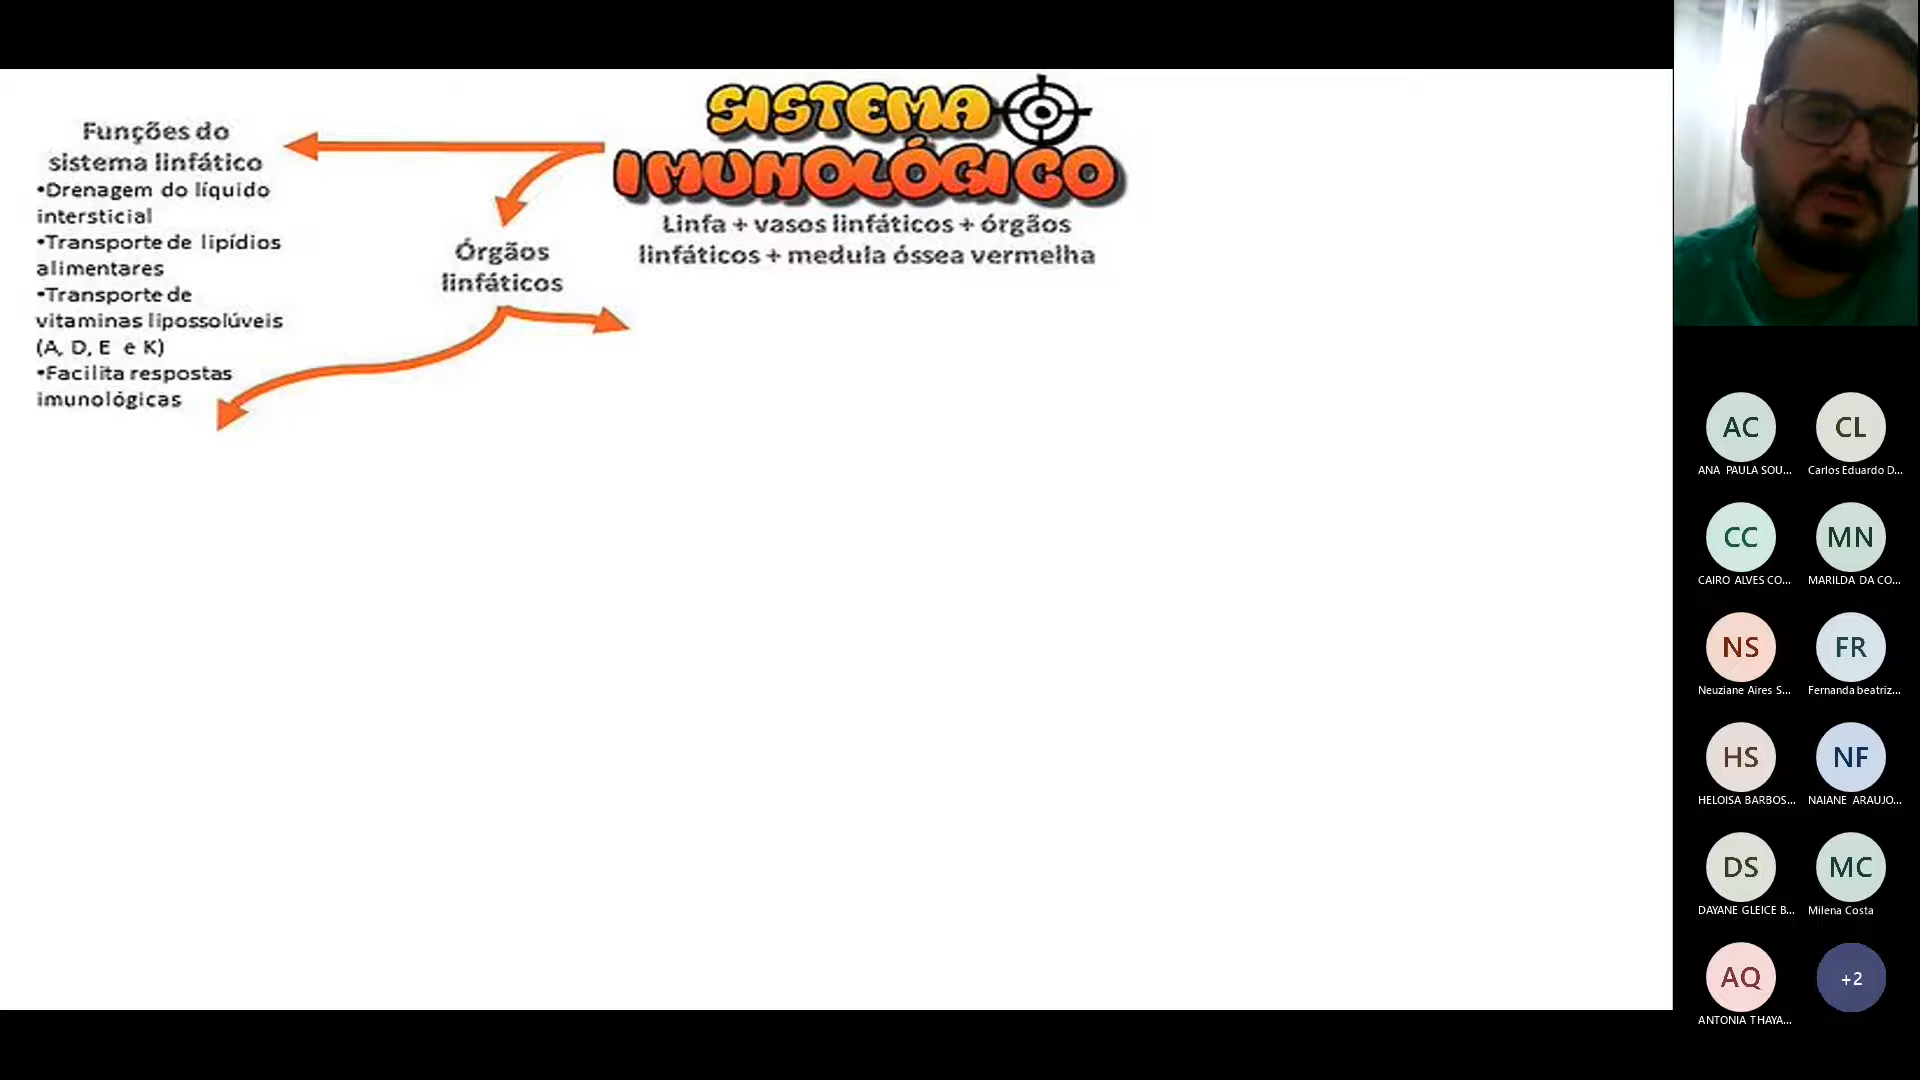 SISTEMA
IMUNOLÓGICO
Linfa + vasos linfáticos + órgãos
linfáticos + medula óssea vermelha
Funções do
sistema linfático
•Drenagem do líquido
intersticial
•Transporte de lipídios
alimentares
•Transporte de
vitaminas lipossolúveis
(A, D, E e K)
•Facilita respostas
imunológicas
Órgãos
linfáticos
AC
ANA PAULA SOU...
CL
Carlos Eduardo D...
CC
CAIRO ALVES CO...
MN
MARILDA DA CO...
NS
Neuziane Aires S...
FR
Fernanda beatriz...
HS
HELOISA BARBOS...
NF
NAIANE ARAUJO...
DS
DAYANE GLEICE B...
MC
Milena Costa
AQ
ANTONIA THAYA...
+2